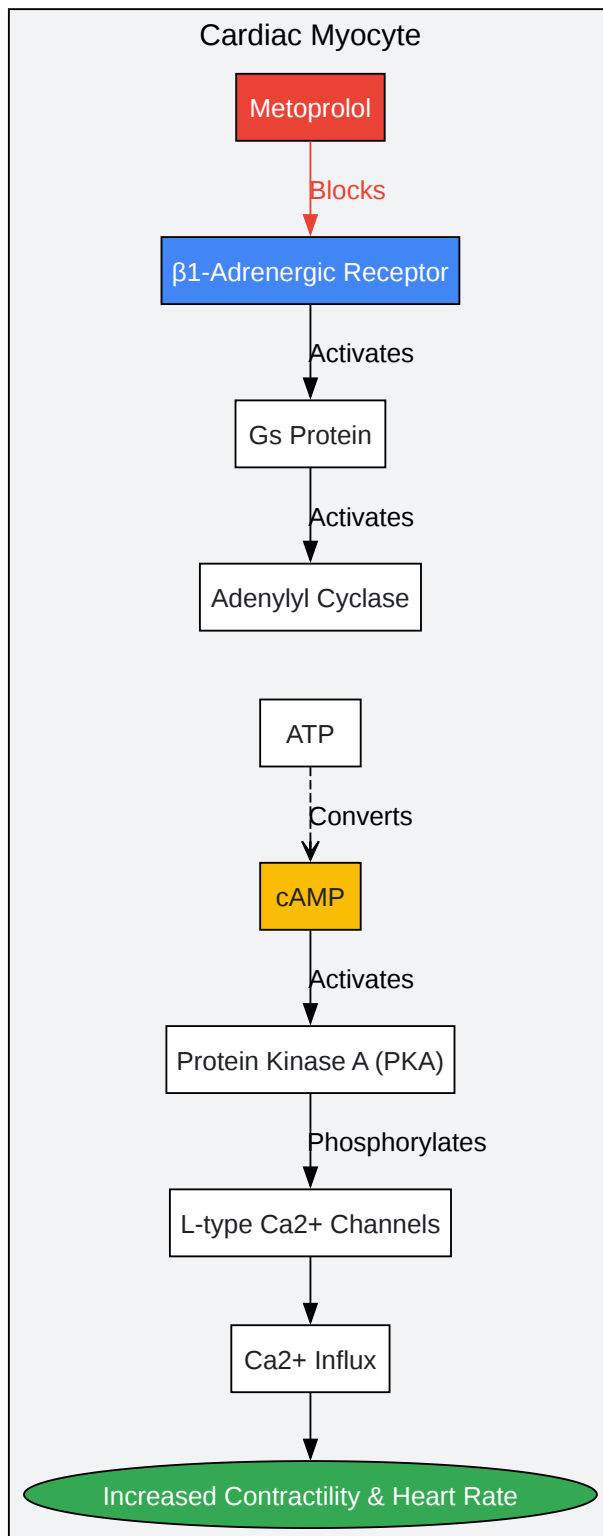 Cardiac Myocyte
Metoprolol
Blocks
β1-Adrenergic Receptor
Activates
Gs Protein
Activates
Adenylyl Cyclase
ATP
Converts
cAMP
Activates
Protein Kinase A (PKA)
Phosphorylates
L-type Ca2+ Channels
Ca2+ Influx
Increased Contractility & Heart Rate